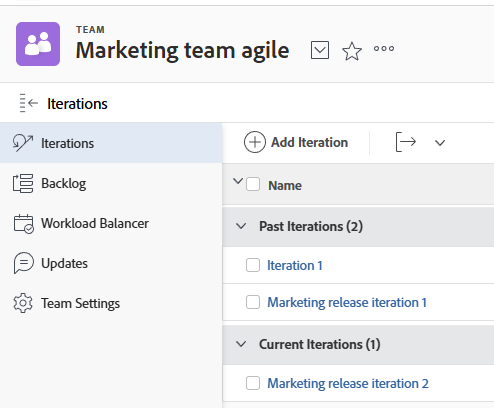 TEAM
Marketing team agile
Iterations
Iterations
Add Iteration
Backlog
Name
Workload Balancer
Past Iterations (2)
Updates
Iteration 1
Team Settings
Marketing release iteration 1
Current Iterations (1)
Marketing release iteration 2